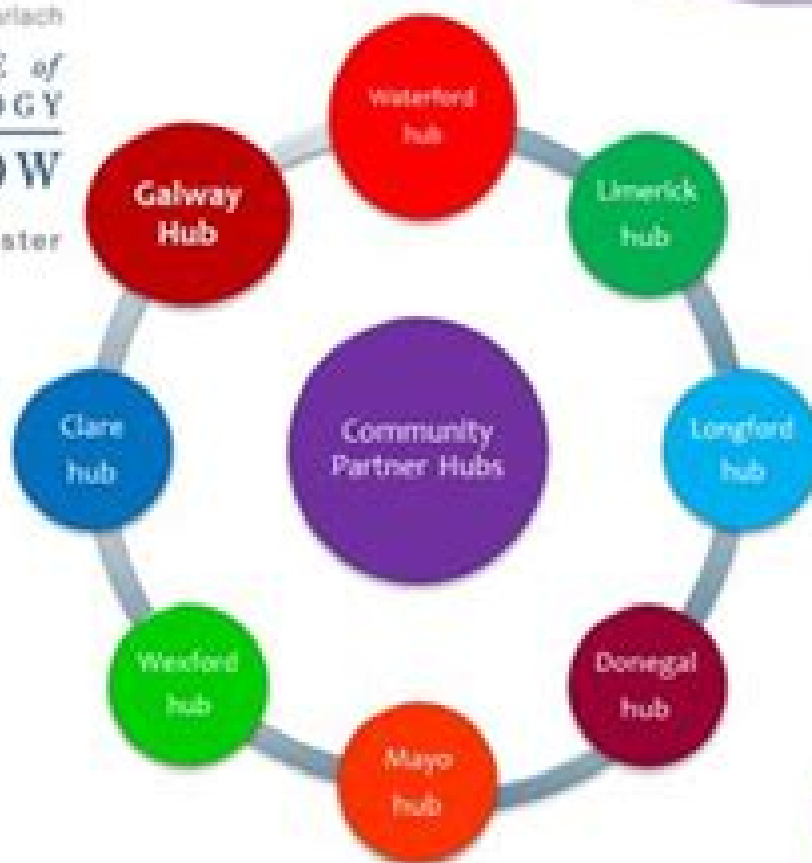 E of
OGY
OW
Waterford
hub
Limerick
hub
Longford
hub
Donegal
hub
Mayo
hub
Wexford
hub
Clare
hub
Galway
Hub
Community
Partner Hubs